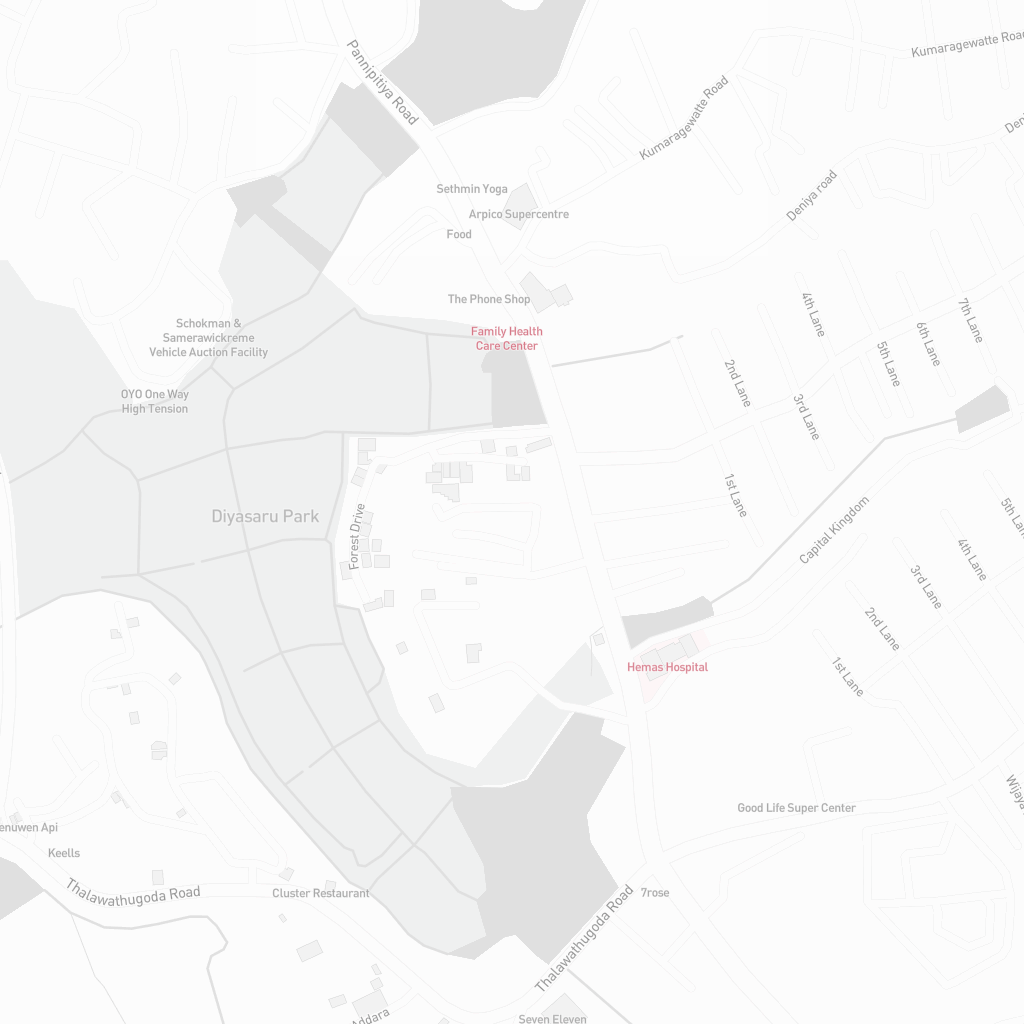 Kumaragewatte Road
Pannipitiya Road
Kumaragewatte Road
Sethmin Yoga
Deniya road
Arpico Supercentre
Food
The Phone Shop
4th Lane
7th Lane
Schokman &
Samerawickreme
Vehicle Auction Facility
Family Health
Care Center
6th Lane
5th Lane
2nd Lane
OYO One Way
High Tension
3rd Lane
1st Lane
Diyasaru Park
Forest Drive
Capital Kingdom
4th Lane
3rd Lane
2nd Lane
Hemas Hospital
1st Lane
Good Life Super Center
Keells
Thalawathugoda Road
Cluster Restaurant
7rose
Thalawathugoda Road
Seven Eleven